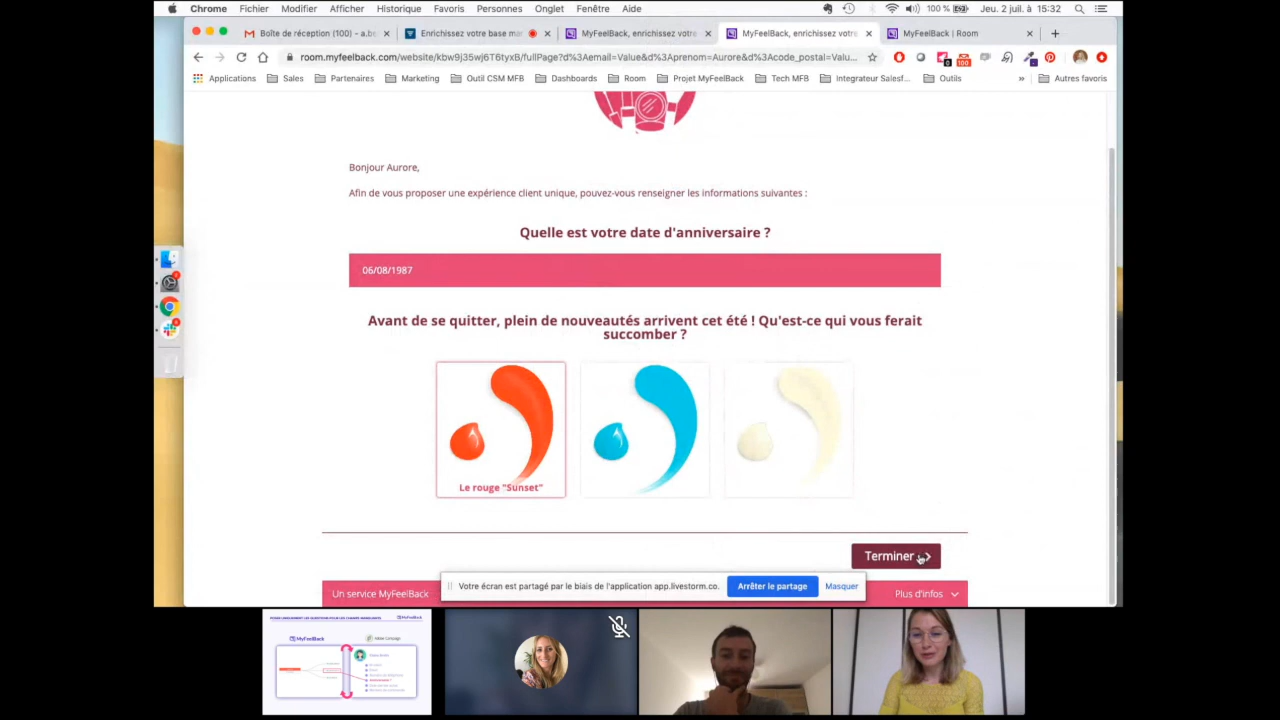 Chrome Fichier Modifier Afficher Historique Favoris Personnes Onglet Fenêtre Aide 100 % Jeu. 2 juil. à 15:32
Boîte de réception (100) - a.be
Enrichissez votre base ma
MyFeelBack, enrichissez votre
MyFeelBack, enrichissez votre
MyFeelBack | Room
room.myfeelback.com/website/kbw9j35wj6T6tyxB/fullPage?d%3Aemail=Value&d%3Aprenom=Aurore&d%3Acode_postal=Valu...
Applications Sales Partenaires Marketing Outil CSM MFB Dashboards Room Projet MyFeelBack Tech MFB Integrateur Salesf... Outils » Autres favoris
Bonjour Aurore,
Afin de vous proposer une expérience client unique, pouvez-vous renseigner les informations suivantes :
Quelle est votre date d'anniversaire ?
06/08/1987
Avant de se quitter, plein de nouveautés arrivent cet été ! Qu'est-ce qui vous ferait
succomber ?
Le rouge "Sunset"
Terminer
Votre écran est partagé par le biais de l'application app.livestorm.co. Arrêter le partage Masquer
Un service MyFeelBack Plus d'infos
MyFeelBack
MyFeelBack